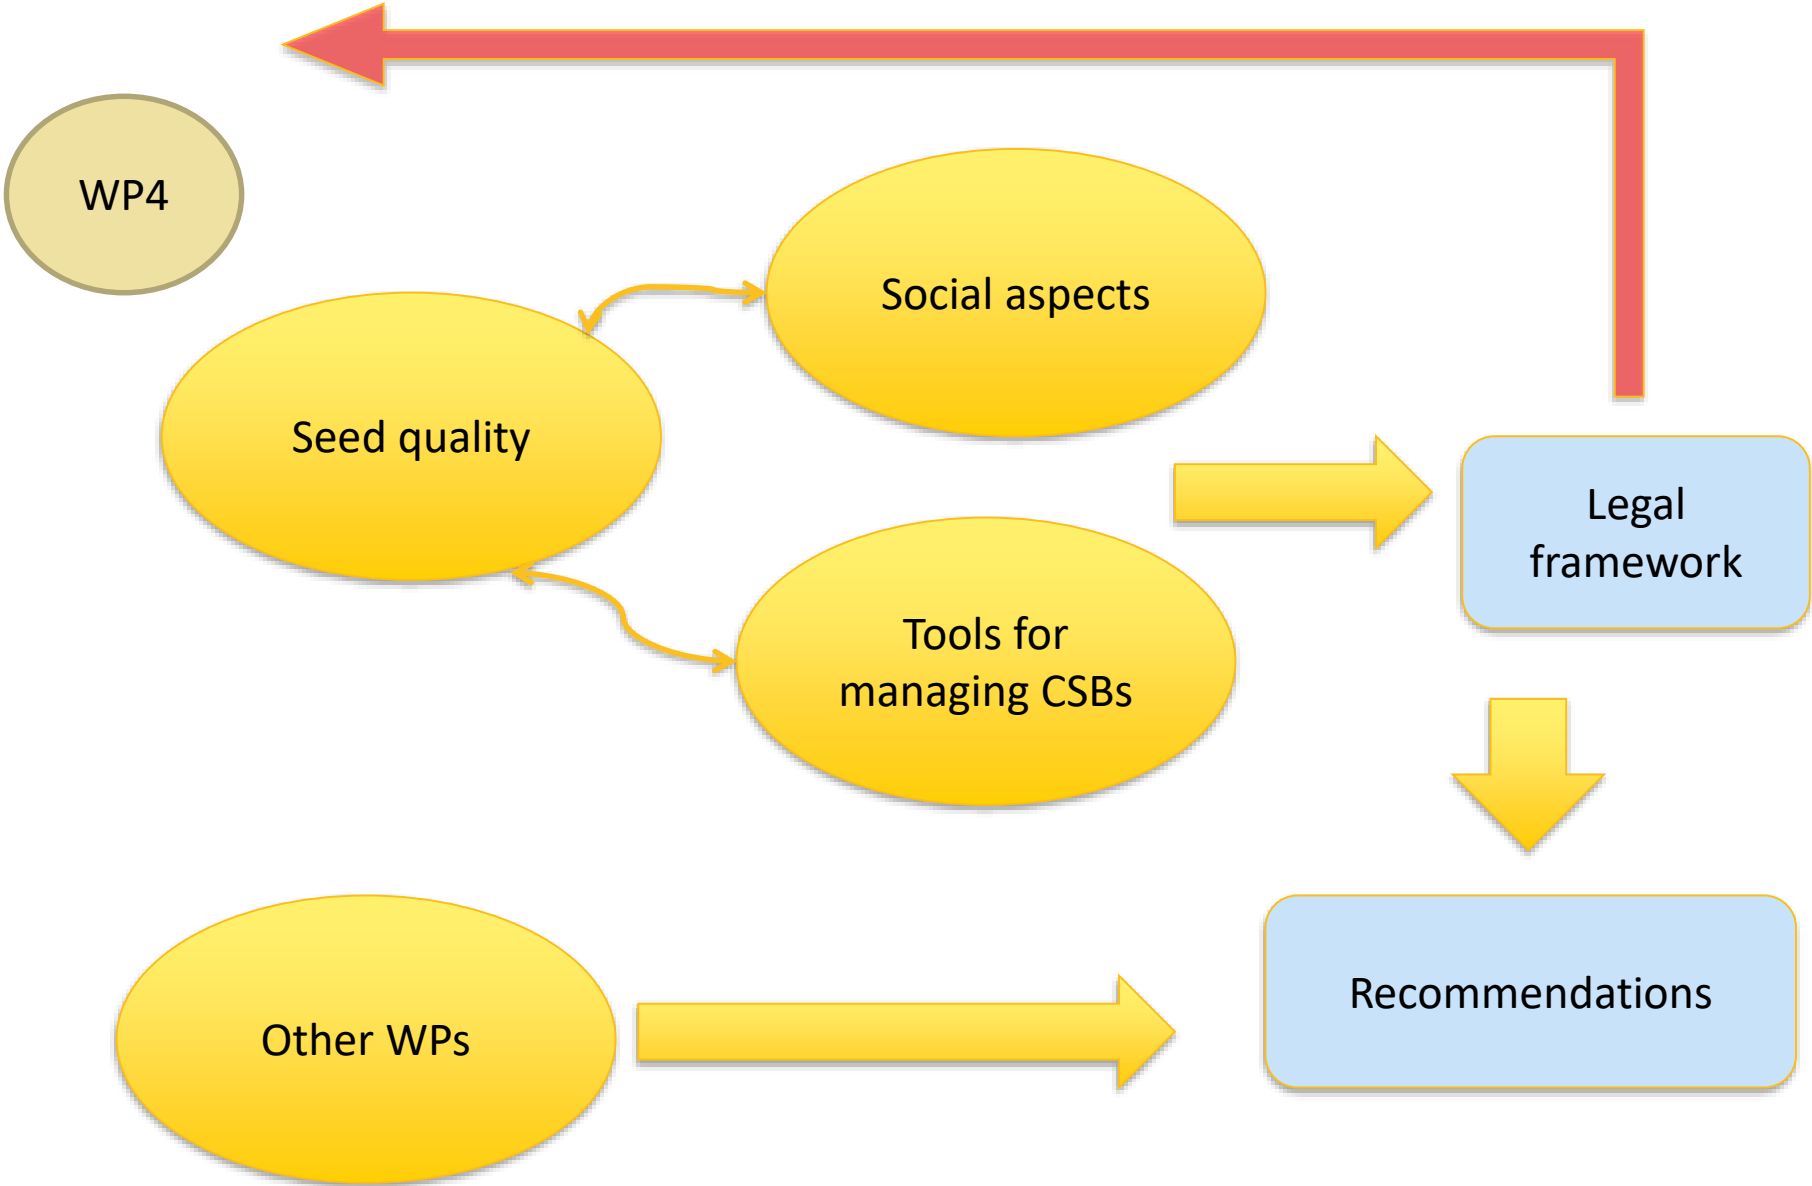 WP4
Social aspects
Seed quality
Legal
framework
Tools for
managing CSBs
Recommendations
Other WPs